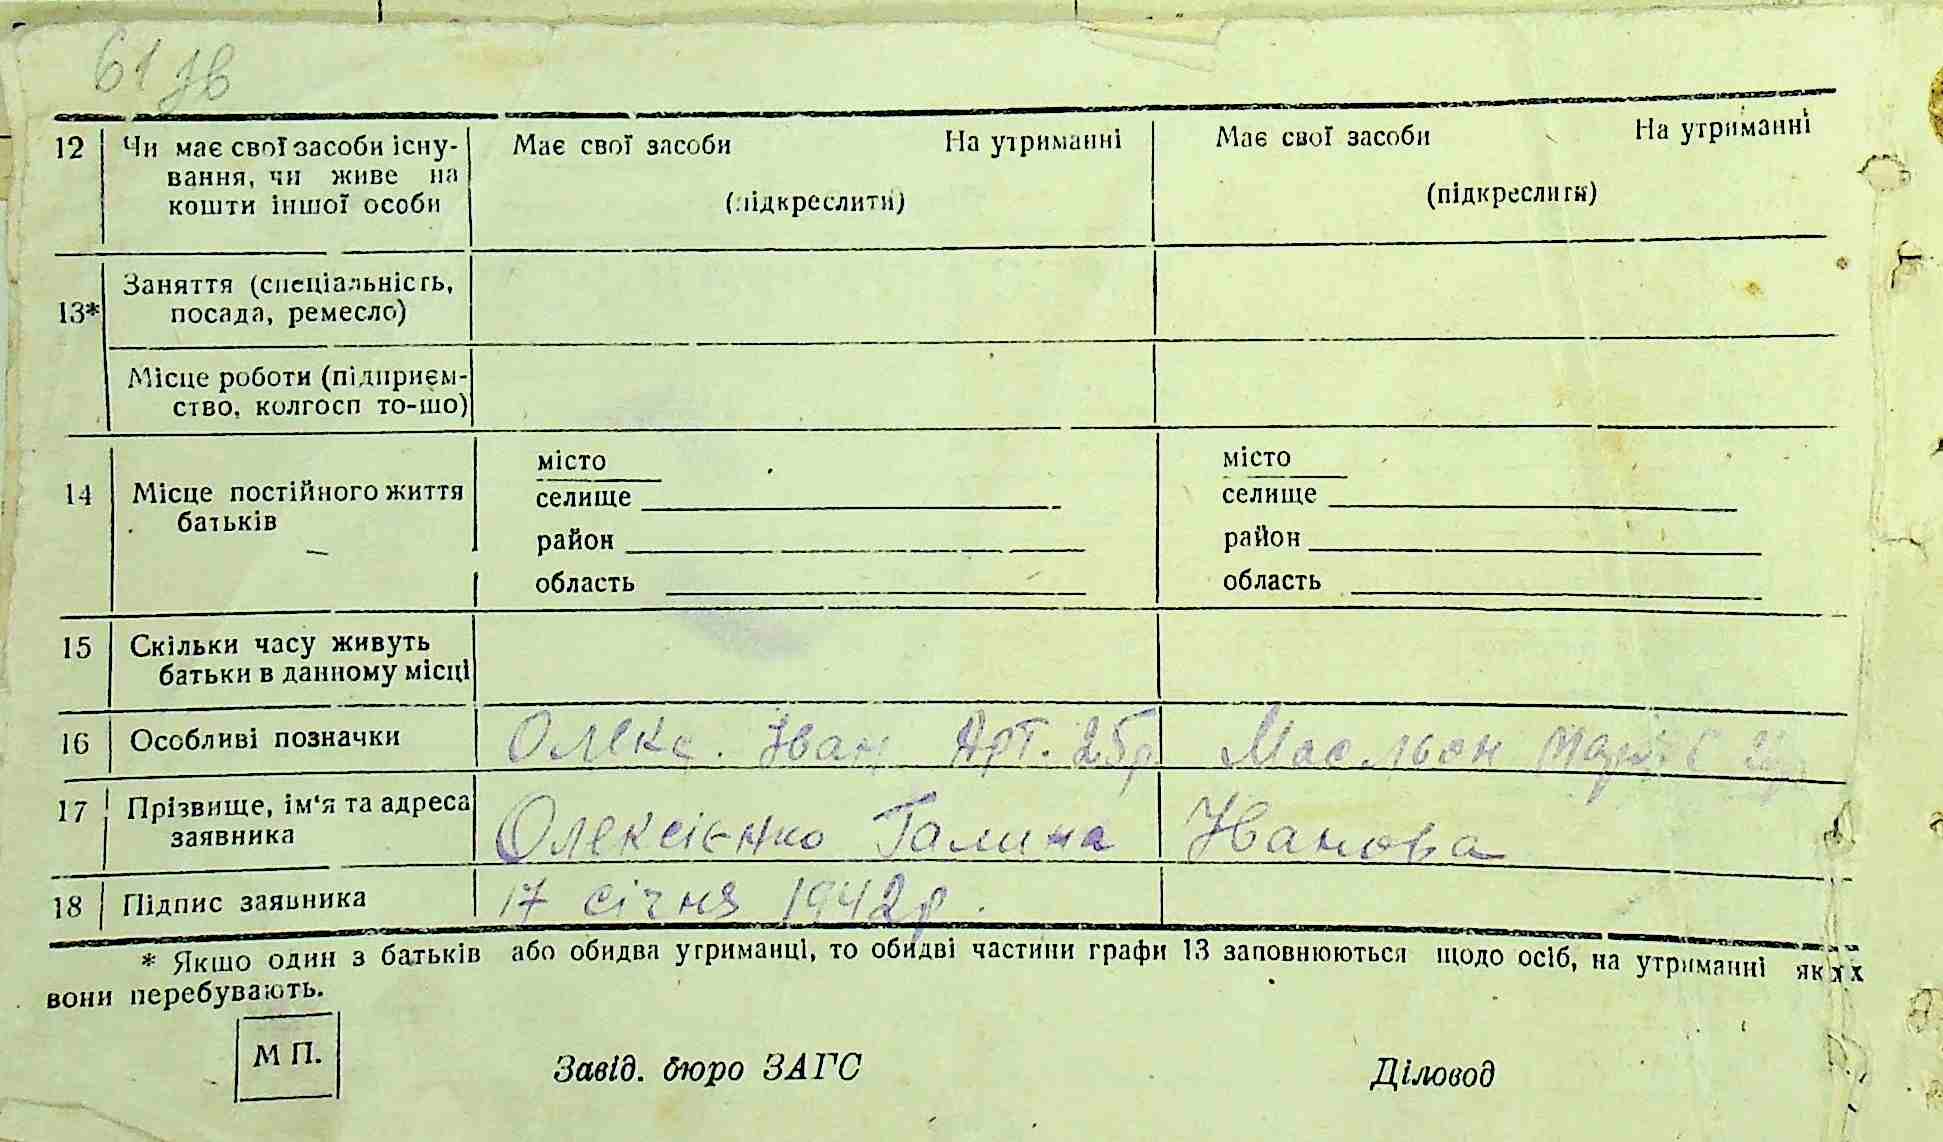 61 зв
12 Чи має свої засоби існу- Має свої засоби На утриманні Має свої засоби На утриманні
вання, чи живе на
кошти іншої особи (підкреслити) (підкреслити)
Заняття (спеціальність,
13* посада, ремесло)
Місце роботи (підприєм-
ство, колгосп то-що)
місто місто
14 Місце постійного життя селище селище
батьків
район район
область область
15 Скільки часу живуть
батьки в данному місці
16 Особливі позначки Олекс. Іван Арт. 25р
17 Прізвище, ім'я та адреса
заявника Олексієнко Галина Іванова
18 Підпис заявника 17 січня 1942р.
* Якщо один з батьків або обидва утриманці, то обидві частини графи 13 заповнюються щодо осіб, на утриманні яких
вони перебувають.
М П.
Завід. бюро ЗАГС Діловод